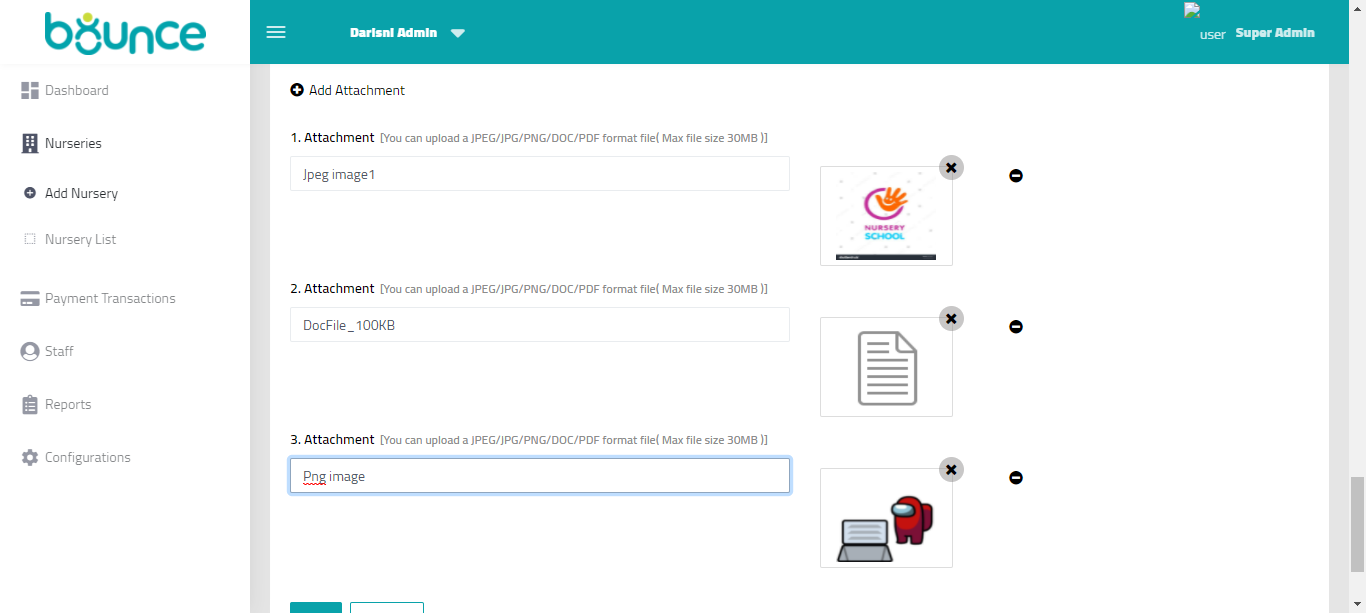 bounce
Darisni Admin
user Super Admin
Dashboard
Nurseries
Add Nursery
Nursery List
Payment Transactions
Staff
Reports
Configurations
Add Attachment
1. Attachment [You can upload a JPEG/JPG/PNG/DOC/PDF format file( Max file size 30MB )]
Jpeg image1
NURSERY
SCHOOL
2. Attachment [You can upload a JPEG/JPG/PNG/DOC/PDF format file( Max file size 30MB )]
DocFile_100KB
3. Attachment [You can upload a JPEG/JPG/PNG/DOC/PDF format file( Max file size 30MB )]
Png image